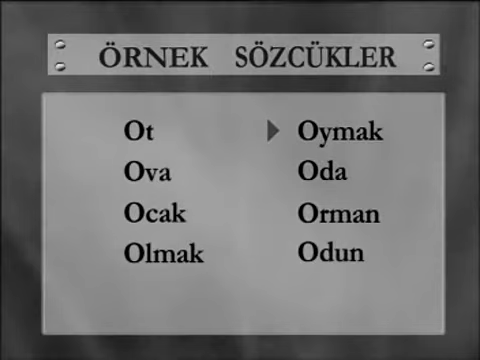 ÖRNEK SÖZCÜKLER
Ot
Ova
Ocak
Olmak
Oymak
Oda
Orman
Odun